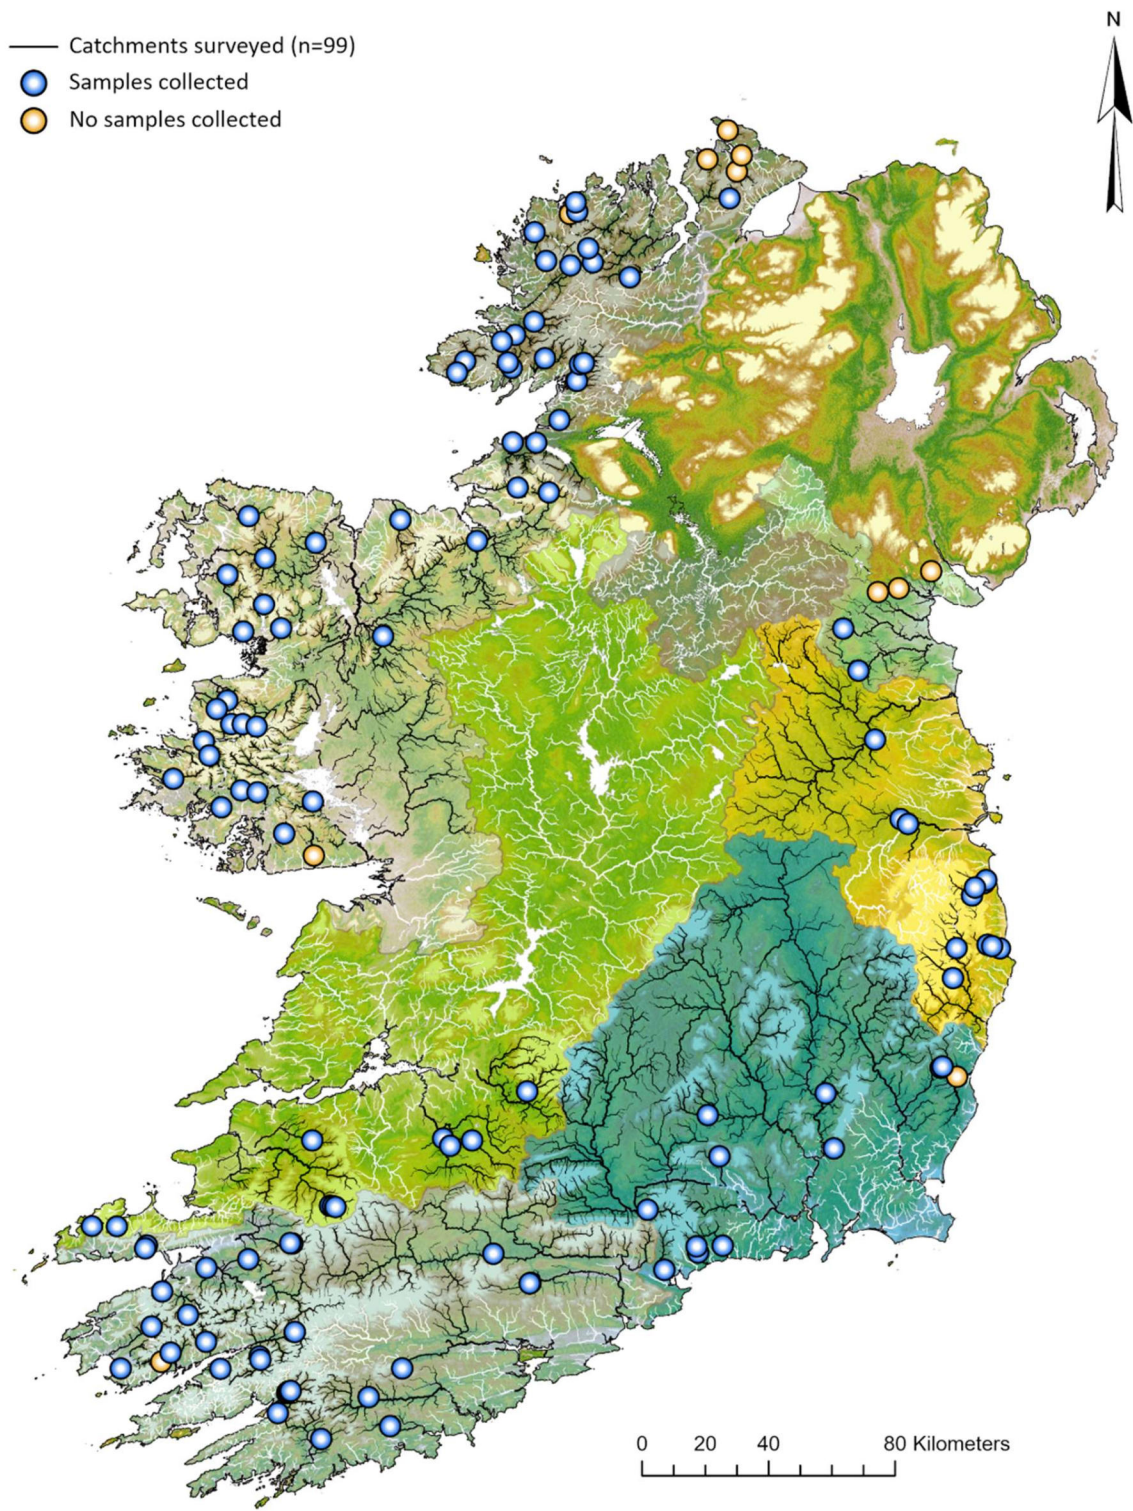 N
Catchments surveyed (n=99)
Samples collected
No samples collected
0 20 40 80 Kilometers